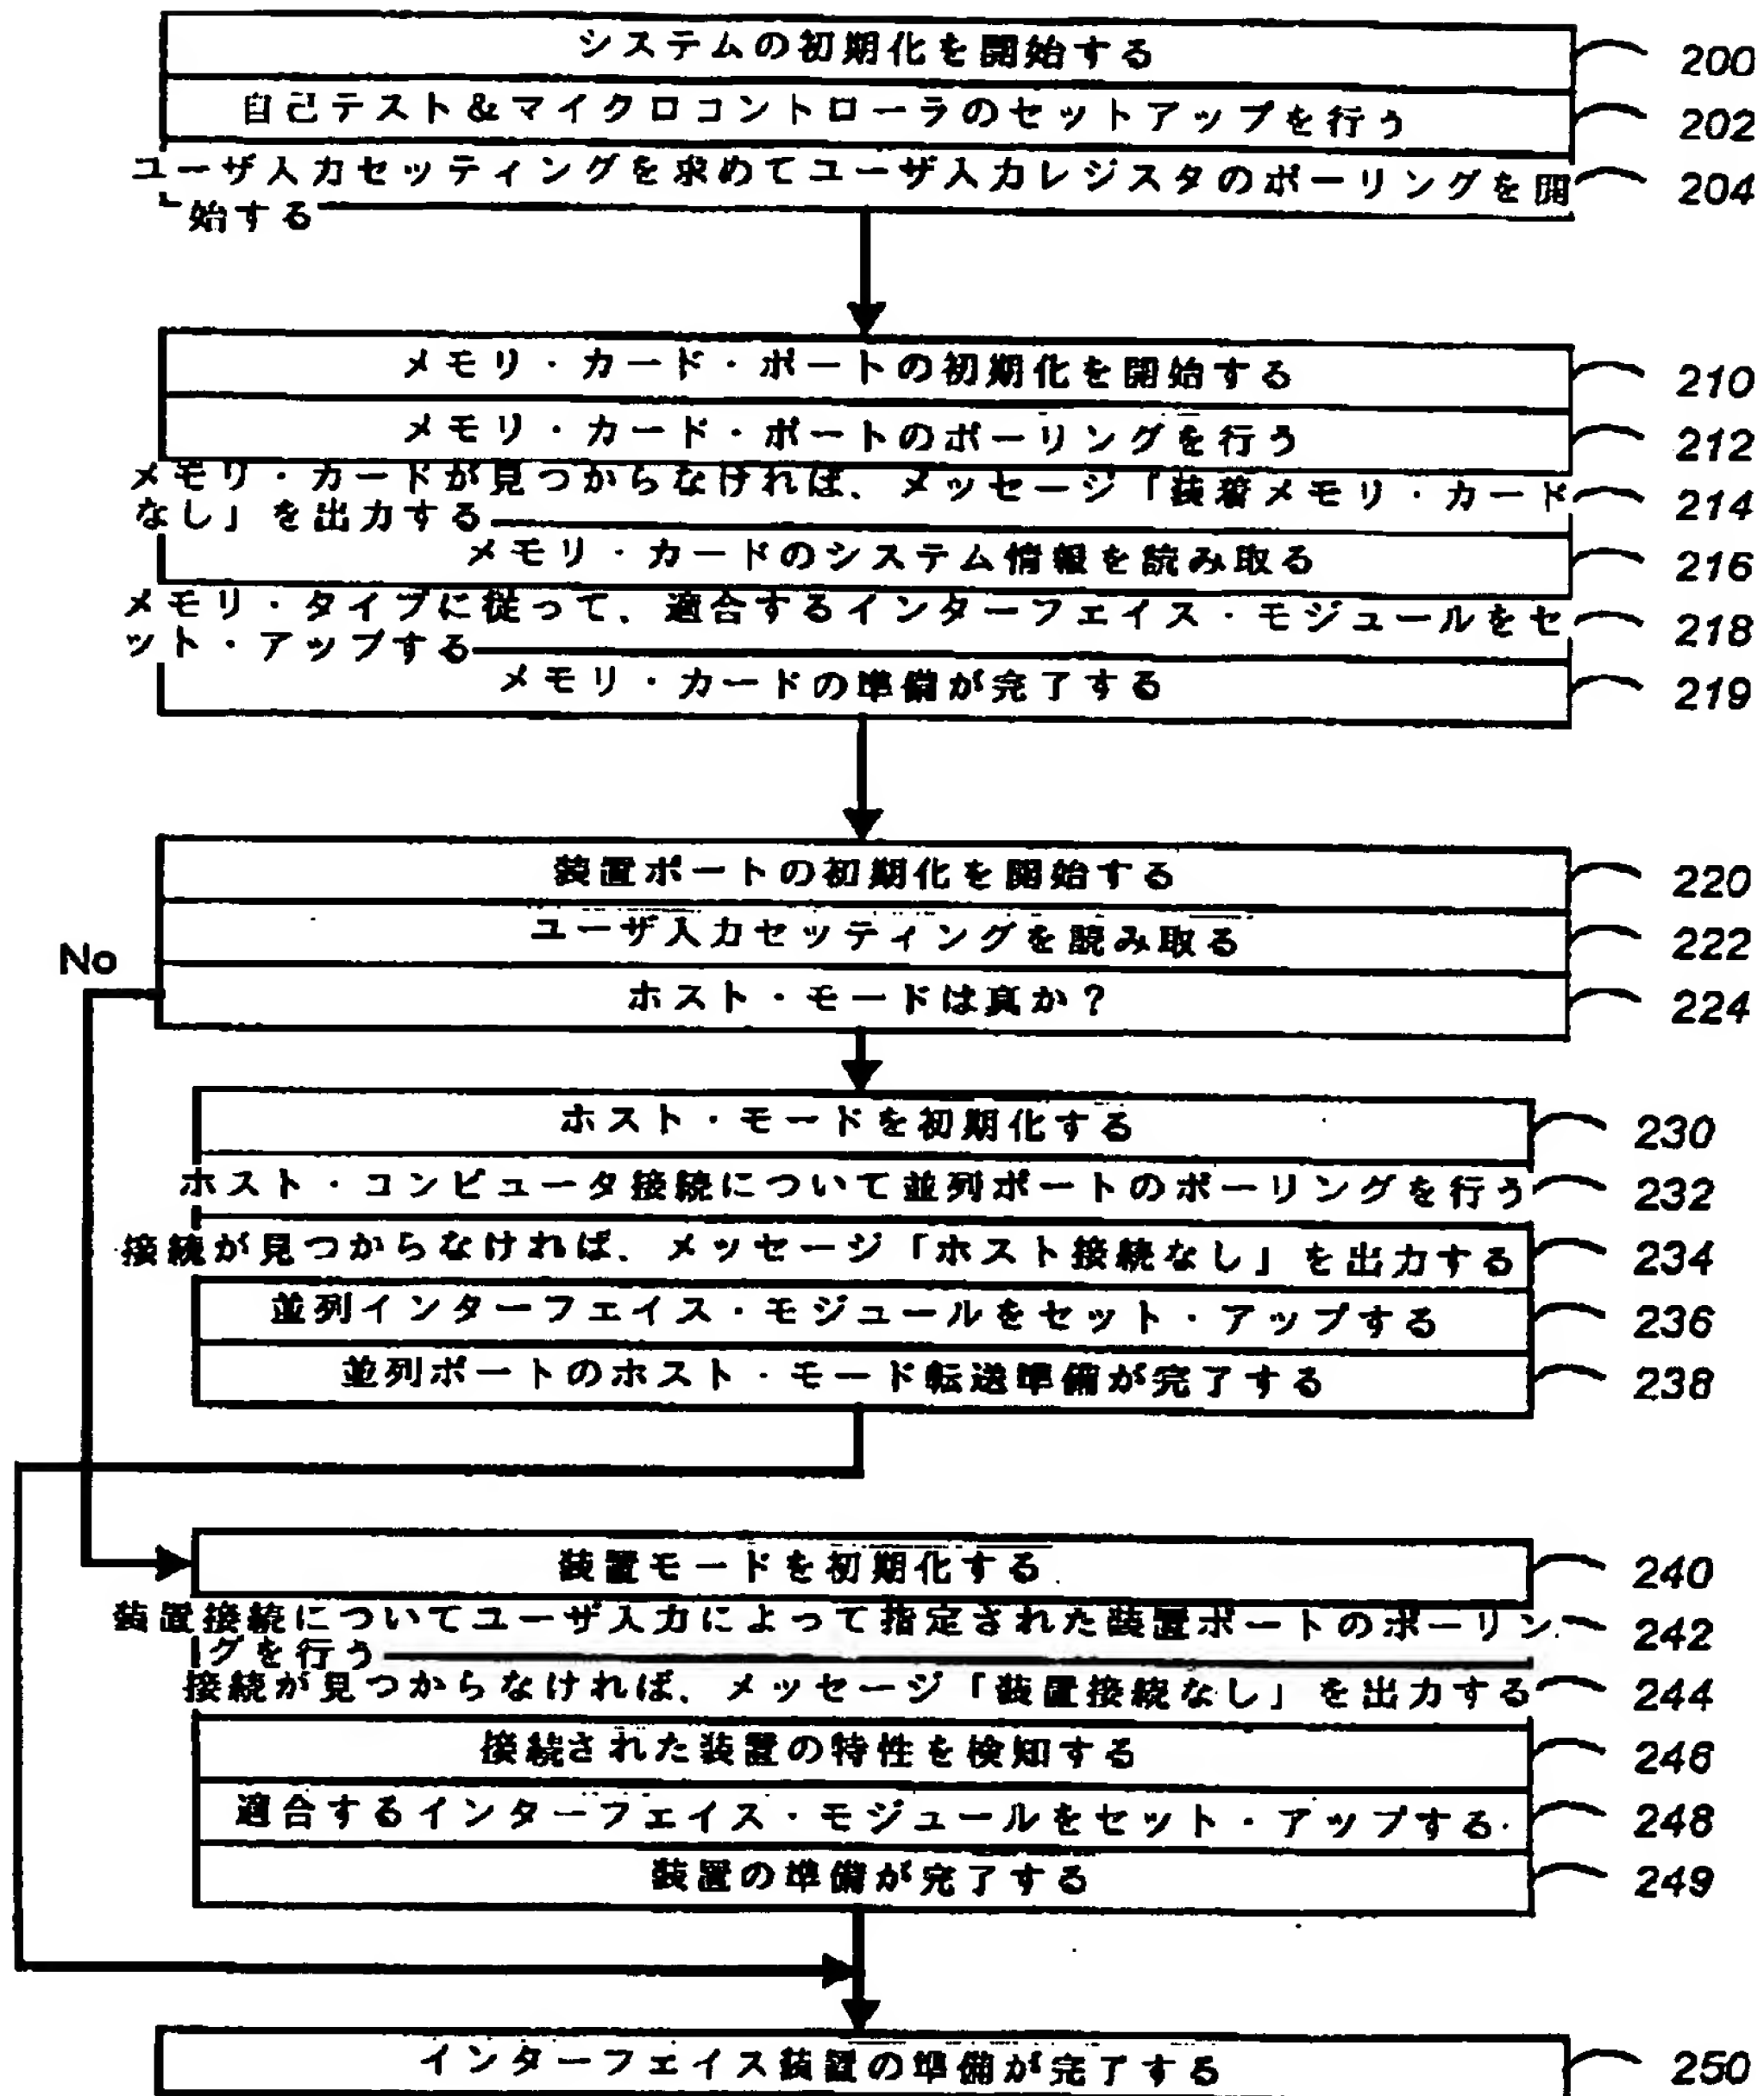 システムの初期化を開始する 200
自己テスト&マイクロコントローラのセットアップを行う 202
ユーザ入力セッティングを求めてユーザ入力レジスタのポーリングを開 204
始する
メモリ・カード・ポートの初期化を開始する 210
メモリ・カード・ポートのポーリングを行う 212
メモリ・カードが見つからなければ、メッセージ「装着メモリ・カード 214
なし」を出力する
メモリ・カードのシステム情報を読み取る 216
メモリ・タイプに従って、適合するインターフェイス・モジュールをセ 218
ット・アップする
メモリ・カードの準備が完了する 219
装置ポートの初期化を開始する 220
ユーザ入力セッティングを読み取る 222
No
ホスト・モードは真か? 224
ホスト・モードを初期化する 230
ホスト・コンピュータ接続について並列ポートのポーリングを行う 232
接続が見つからなければ、メッセージ「ホスト接続なし」を出力する 234
並列インターフェイス・モジュールをセット・アップする 236
並列ポートのホスト・モード転送準備が完了する 238
装置モードを初期化する 240
装置接続についてユーザ入力によって指定された装置ポートのポーリン 242
グを行う
接続が見つからなければ、メッセージ「装置接続なし」を出力する 244
接続された装置の特性を検知する 246
適合するインターフェイス・モジュールをセット・アップする 248
装置の準備が完了する 249
インターフェイス装置の準備が完了する 250